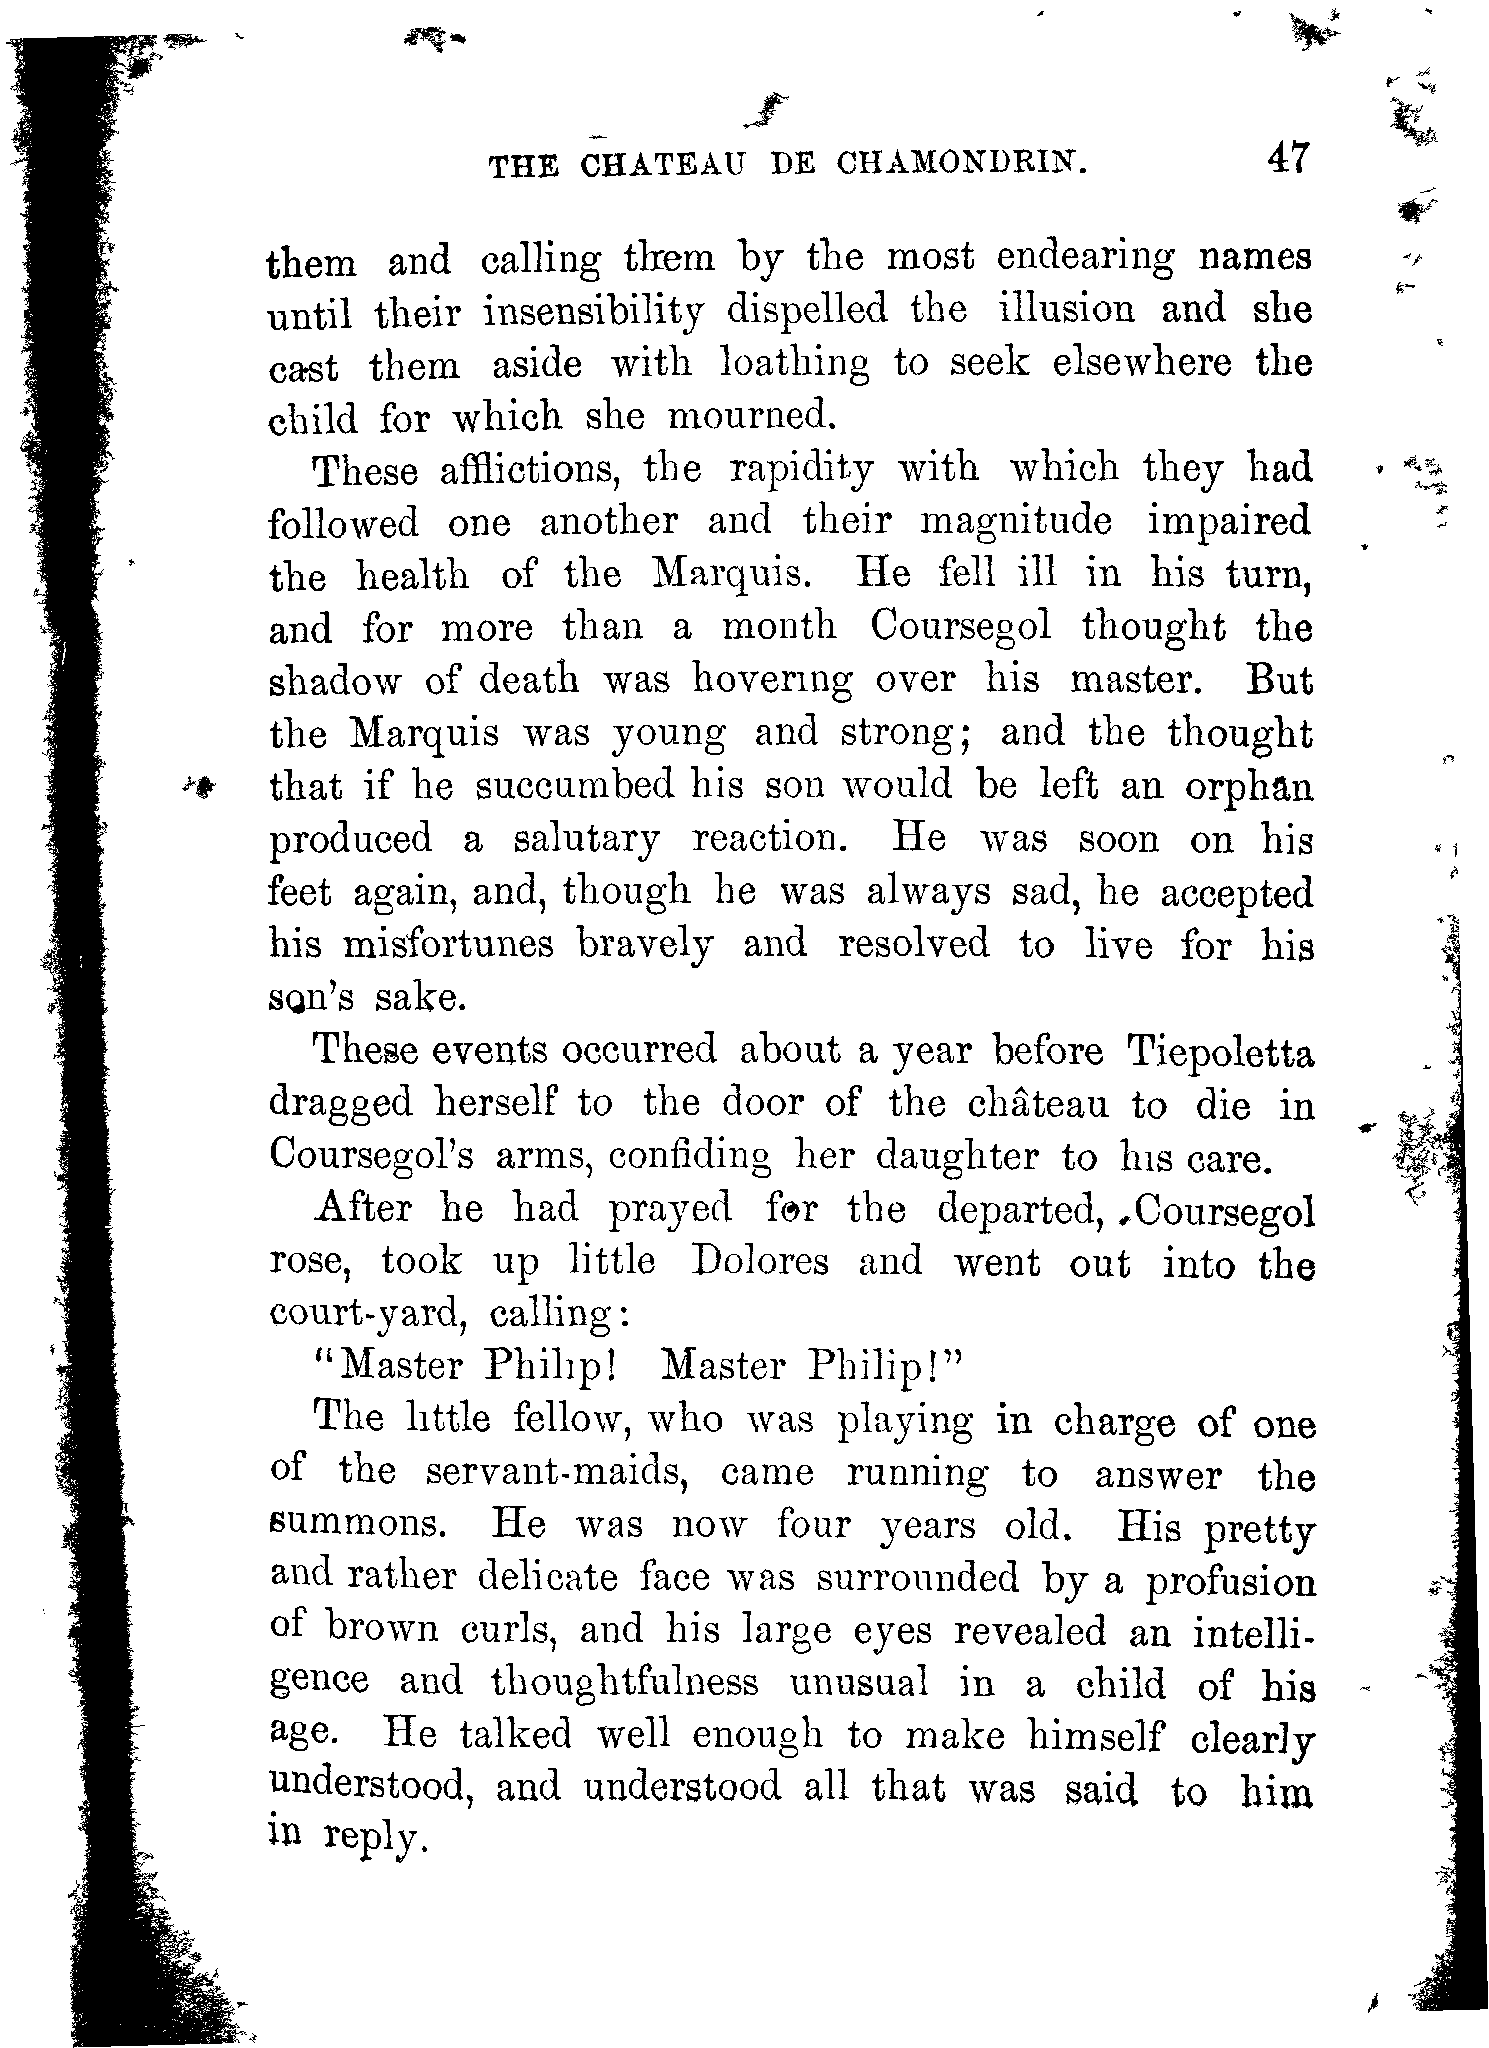 THE CHATEAU DE CHAMONDRIN. 47
them and calling them by the most endearing names
until their insensibility dispelled the illusion and she
cast them aside with loathing to seek elsewhere the
child for which she mourned.
These afflictions, the rapidity with which they had
followed one another and their magnitude impaired
the health of the Marquis. He fell ill in his turn,
and for more than a month Coursegol thought the
shadow of death was hovering over his master. But
the Marquis was young and strong; and the thought
that if he succumbed his son would be left an orphan
produced a salutary reaction. He was soon on his
feet again, and, though he was always sad, he accepted
his misfortunes bravely and resolved to live for his
son's sake.
These events occurred about a year before Tiepoletta
dragged herself to the door of the château to die in
Coursegol's arms, confiding her daughter to his care.
After he had prayed for the departed, Coursegol
rose, took up little Dolores and went out into the
court-yard, calling:
"Master Philip! Master Philip!"
The little fellow, who was playing in charge of one
of the servant-maids, came running to answer the
summons. He was now four years old. His pretty
and rather delicate face was surrounded by a profusion
of brown curls, and his large eyes revealed an intelli-
gence and thoughtfulness unusual in a child of his
age. He talked well enough to make himself clearly
understood, and understood all that was said to him
in reply.